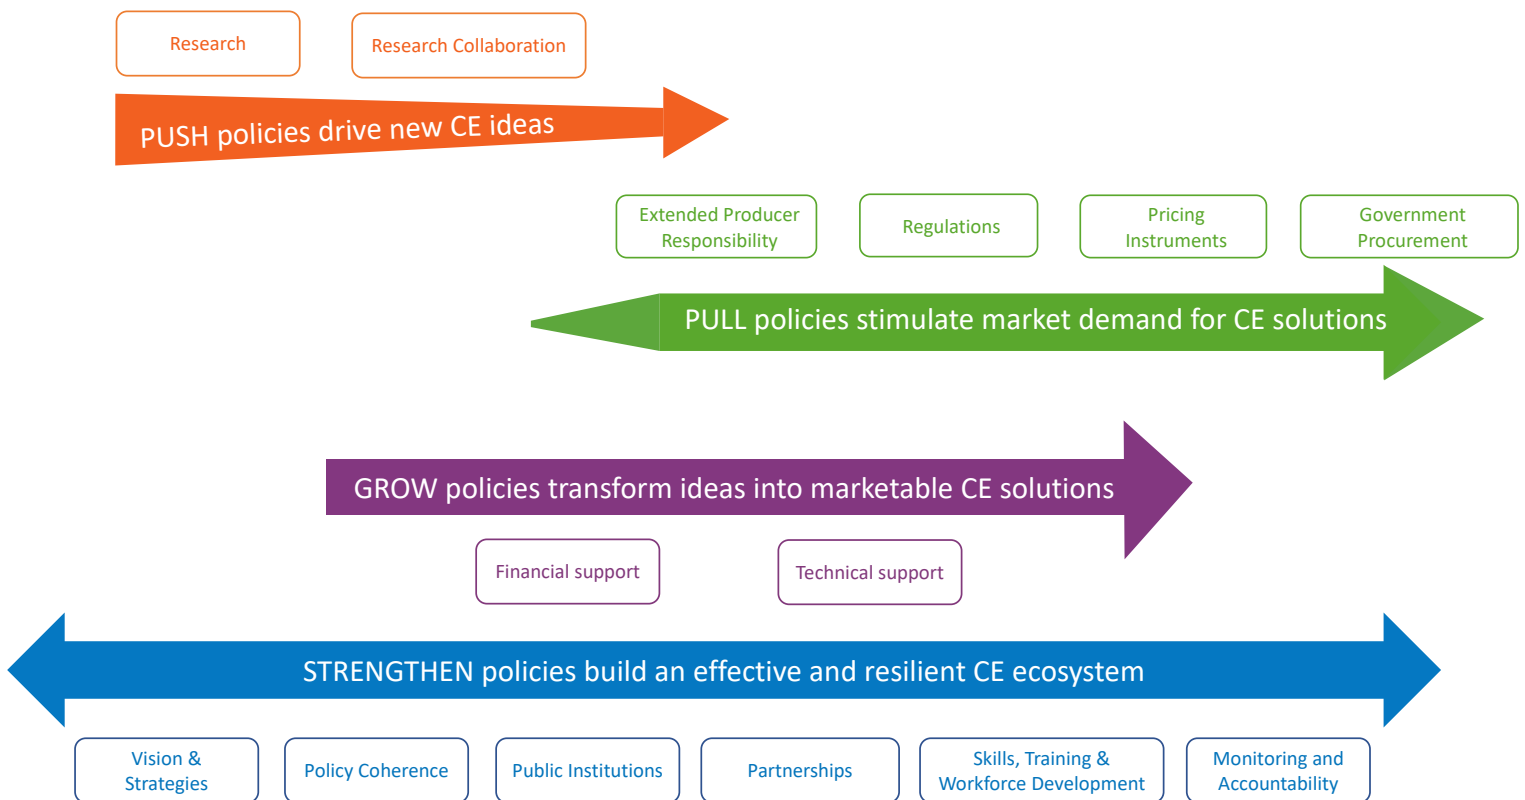 Research
Research Collaboration
PUSH policies drive new CE ideas
Extended Producer
Responsibility
Regulations
Pricing
Instruments
Government
Procurement
PULL policies stimulate market demand for CE solutions
GROW policies transform ideas into marketable CE solutions
Financial support
Technical support
STRENGTHEN policies build an effective and resilient CE ecosystem
Vision &
Strategies
Policy Coherence
Public Institutions
Partnerships
Skills, Training &
Workforce Development
Monitoring and
Accountability